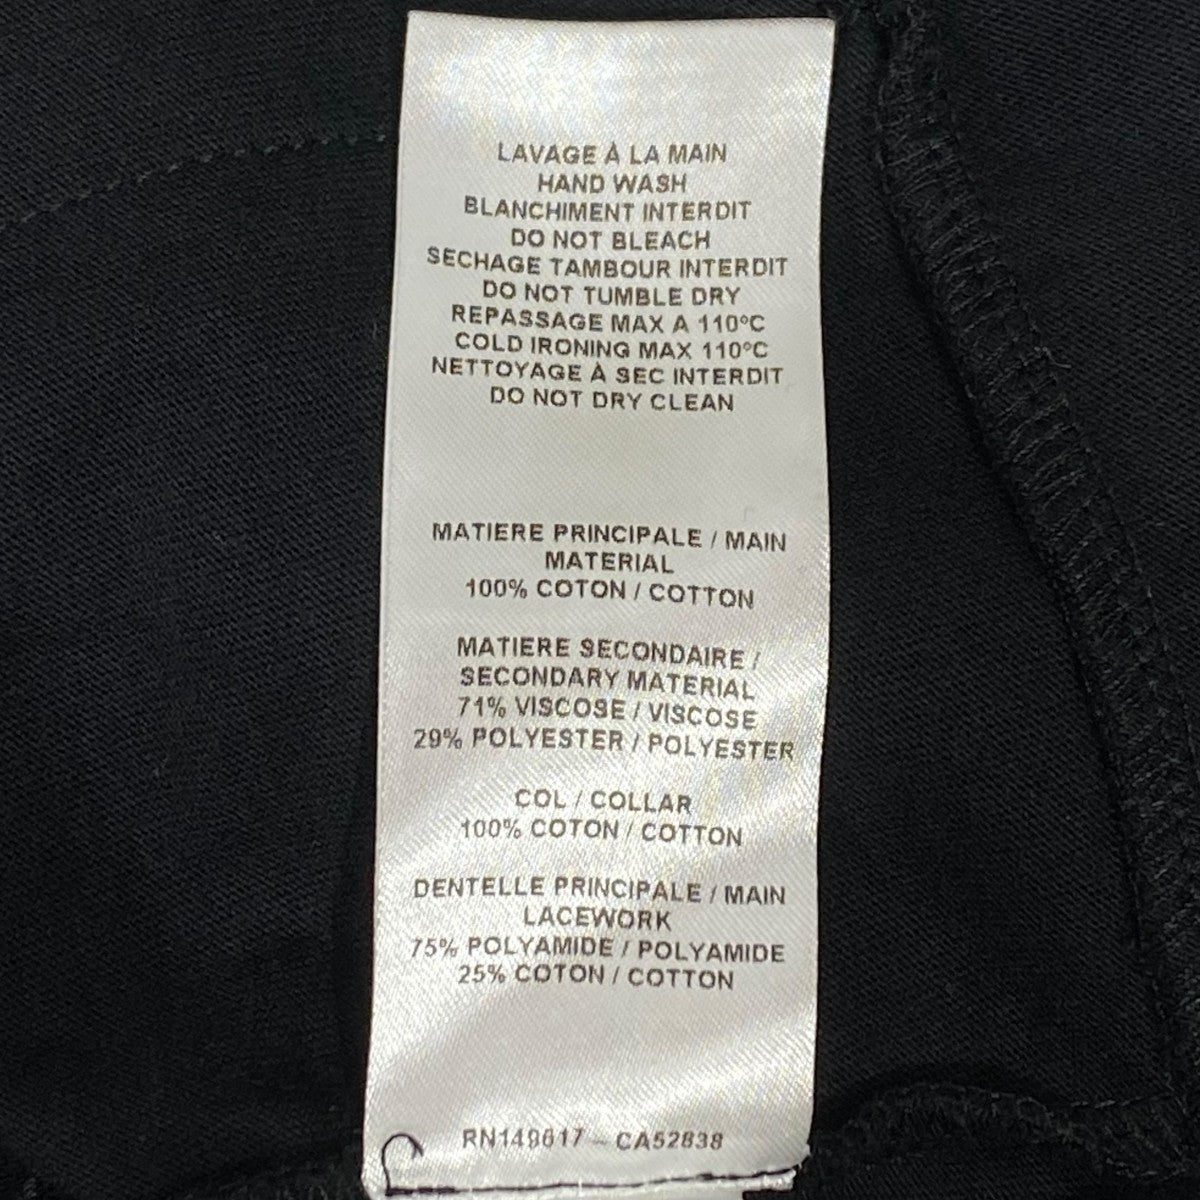 LAVAGE À LA MAIN
HAND WASH
BLANCHIMENT INTERDIT
DO NOT BLEACH
SECHAGE TAMBOUR INTERDIT
DO NOT TUMBLE DRY
REPASSAGE MAX A 110°C
COLD IRONING MAX 110°C
NETTOYAGE À SEC INTERDIT
DO NOT DRY CLEAN
MATIERE PRINCIPALE / MAIN
MATERIAL
100% COTON / COTTON
MATIERE SECONDAIRE /
SECONDARY MATERIAL
71% VISCOSE / VISCOSE
29% POLYESTER / POLYESTER
COL / COLLAR
100% COTON / COTTON
DENTELLE PRINCIPALE / MAIN
LACEWORK
75% POLYAMIDE / POLYAMIDE
25% COTON / COTTON
RN149617 - CA52838